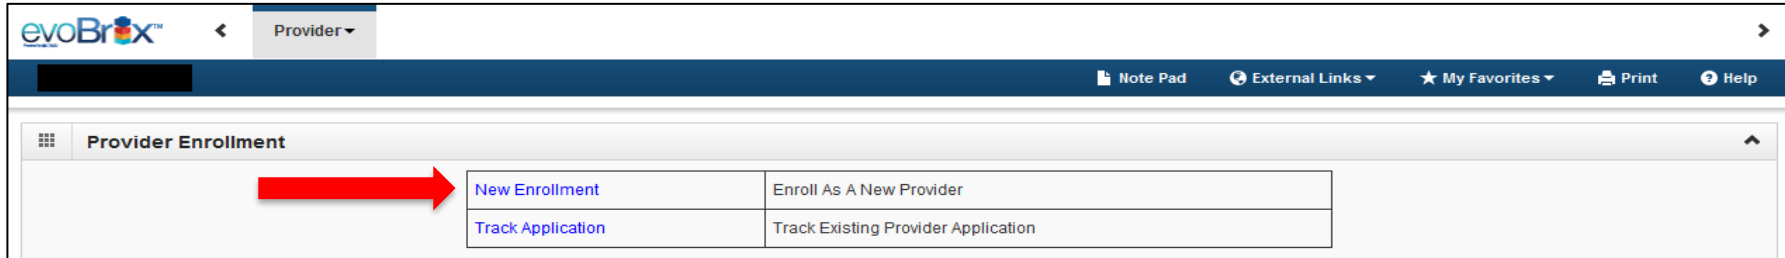 evoBrix™
Provider
Note Pad External Links My Favorites Print Help
Provider Enrollment
New Enrollment Enroll As A New Provider
Track Application Track Existing Provider Application